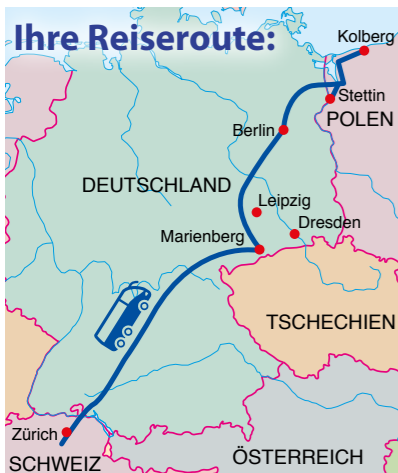 Ihre Reiseroute:
Kolberg
Stettin
POLEN
Berlin
DEUTSCHLAND
Leipzig
Dresden
Marienberg
TSCHECHIEN
Zürich
SCHWEIZ
ÖSTERREICH